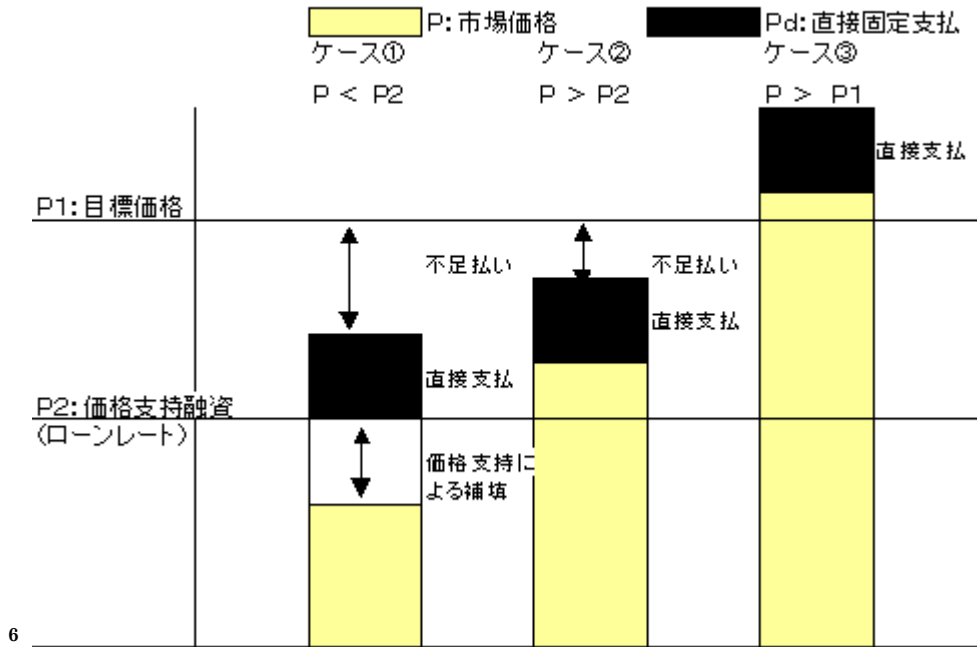 P:市場価格 Pd:直接固定支払
ケース① ケース② ケース③
P < P2 P > P2 P > P1
直接支払
P1:目標価格
不足払い 不足払い
直接支払
直接支払
P2:価格支持融資
(ローンレート)
価格支持に
よる補填
6